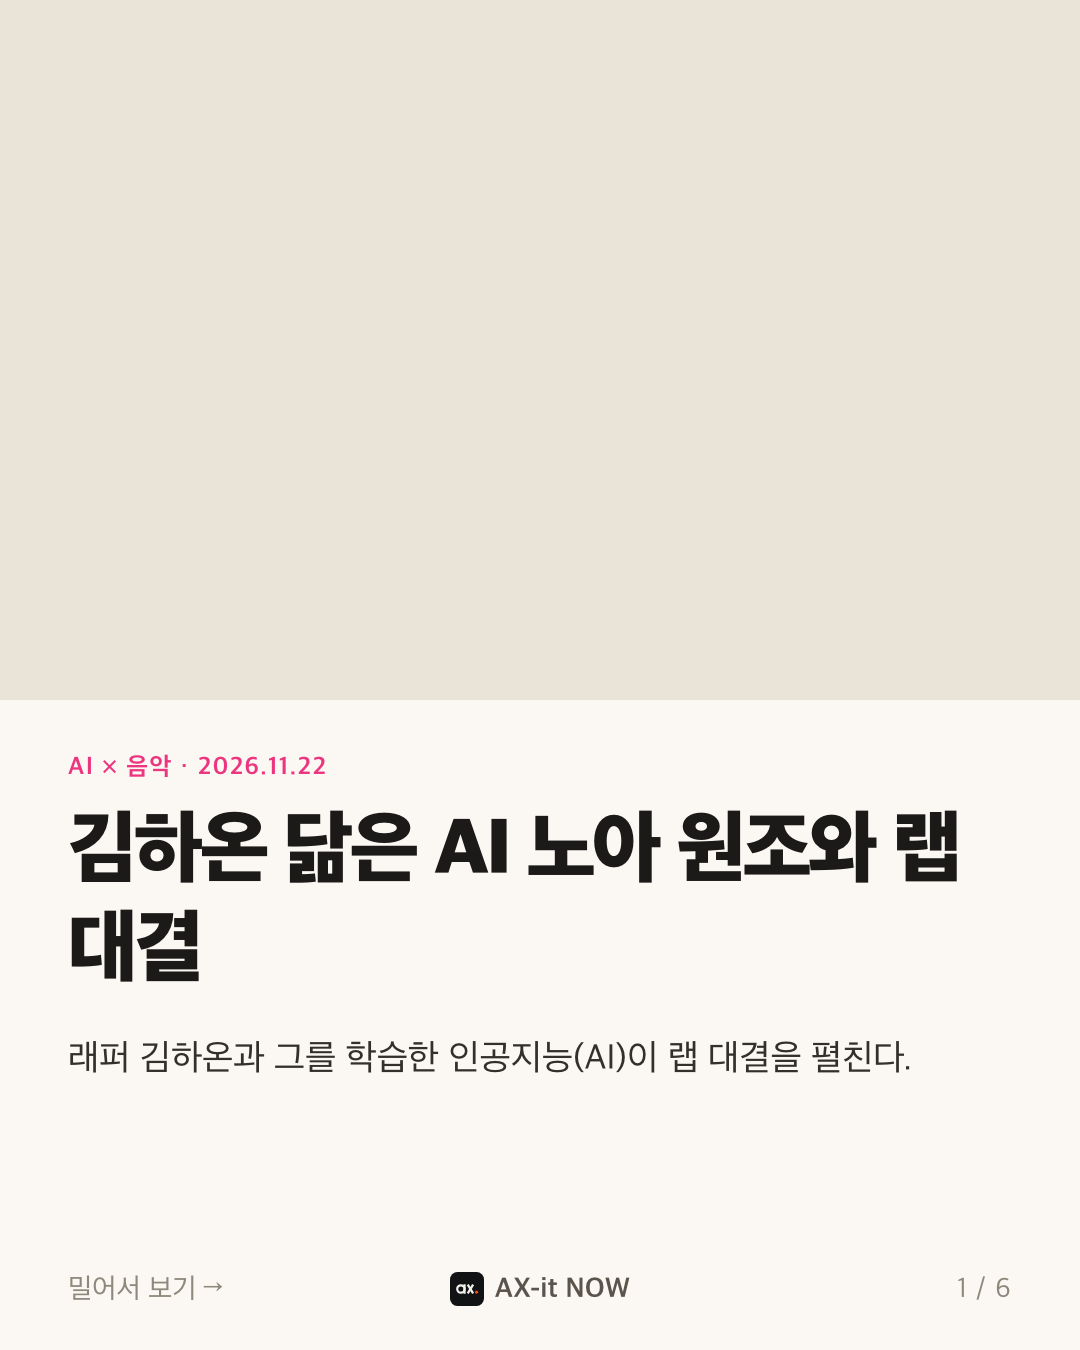 AI × 음악 · 2026.11.22
김하온 닮은 AI 노아 원조와 랩
대결
래퍼 김하온과 그를 학습한 인공지능(AI)이 랩 대결을 펼친다.
밀어서 보기 → ax. AX-it NOW 1 / 6